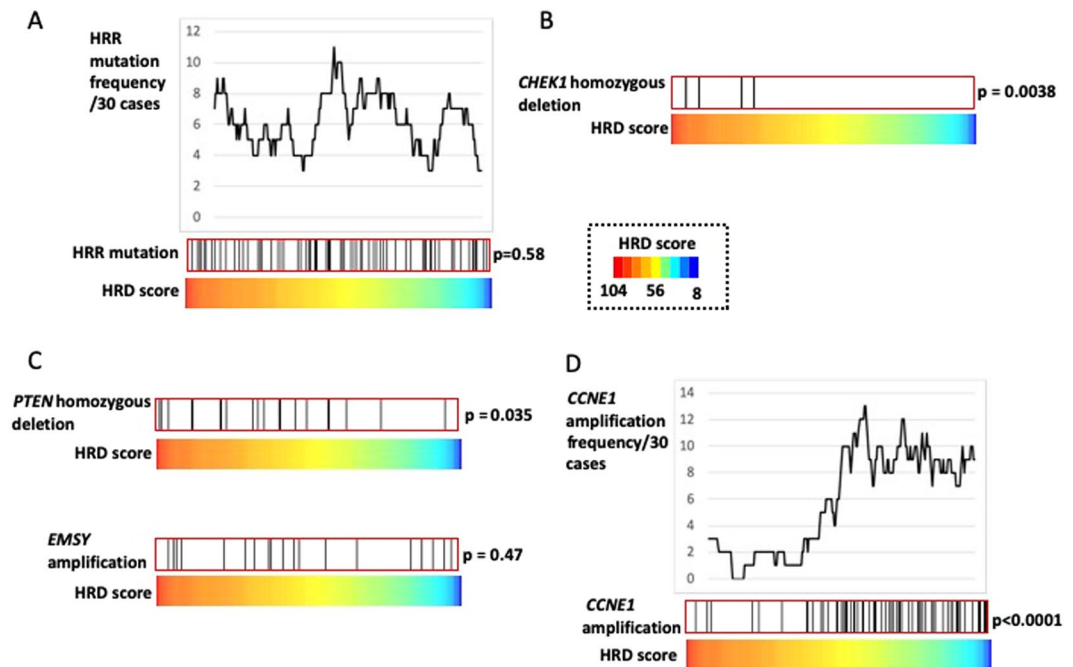 A
HRR
mutation
frequency
/30 cases
12
10
8
6
4
2
0
HRR mutation
p=0.58
HRD score
B
CHEK1 homozygous
deletion
p = 0.0038
HRD score
HRD score
104 56 8
C
PTEN homozygous
deletion
p = 0.035
HRD score
EMSY
amplification
p = 0.47
HRD score
D
CCNE1
amplification
frequency/30
cases
14
12
10
8
6
4
2
0
CCNE1
amplification
p<0.0001
HRD score